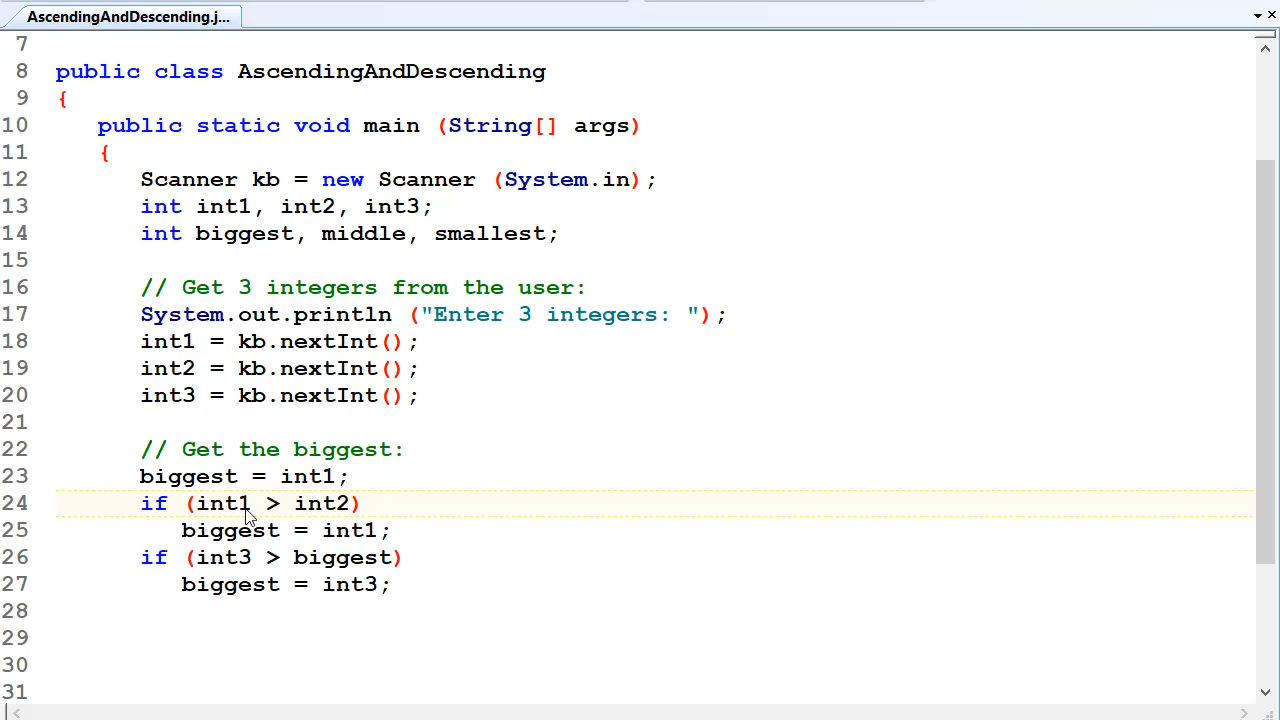 AscendingAndDescending.j...
7
8 public class AscendingAndDescending
9 {
10 public static void main (String[] args)
11 {
12 Scanner kb = new Scanner (System.in);
13 int int1, int2, int3;
14 int biggest, middle, smallest;
15
16 // Get 3 integers from the user:
17 System.out.println ("Enter 3 integers: ");
18 int1 = kb.nextInt();
19 int2 = kb.nextInt();
20 int3 = kb.nextInt();
21
22 // Get the biggest:
23 biggest = int1;
24 if (int1 > int2)
25 biggest = int1;
26 if (int3 > biggest)
27 biggest = int3;
28
29
30
31